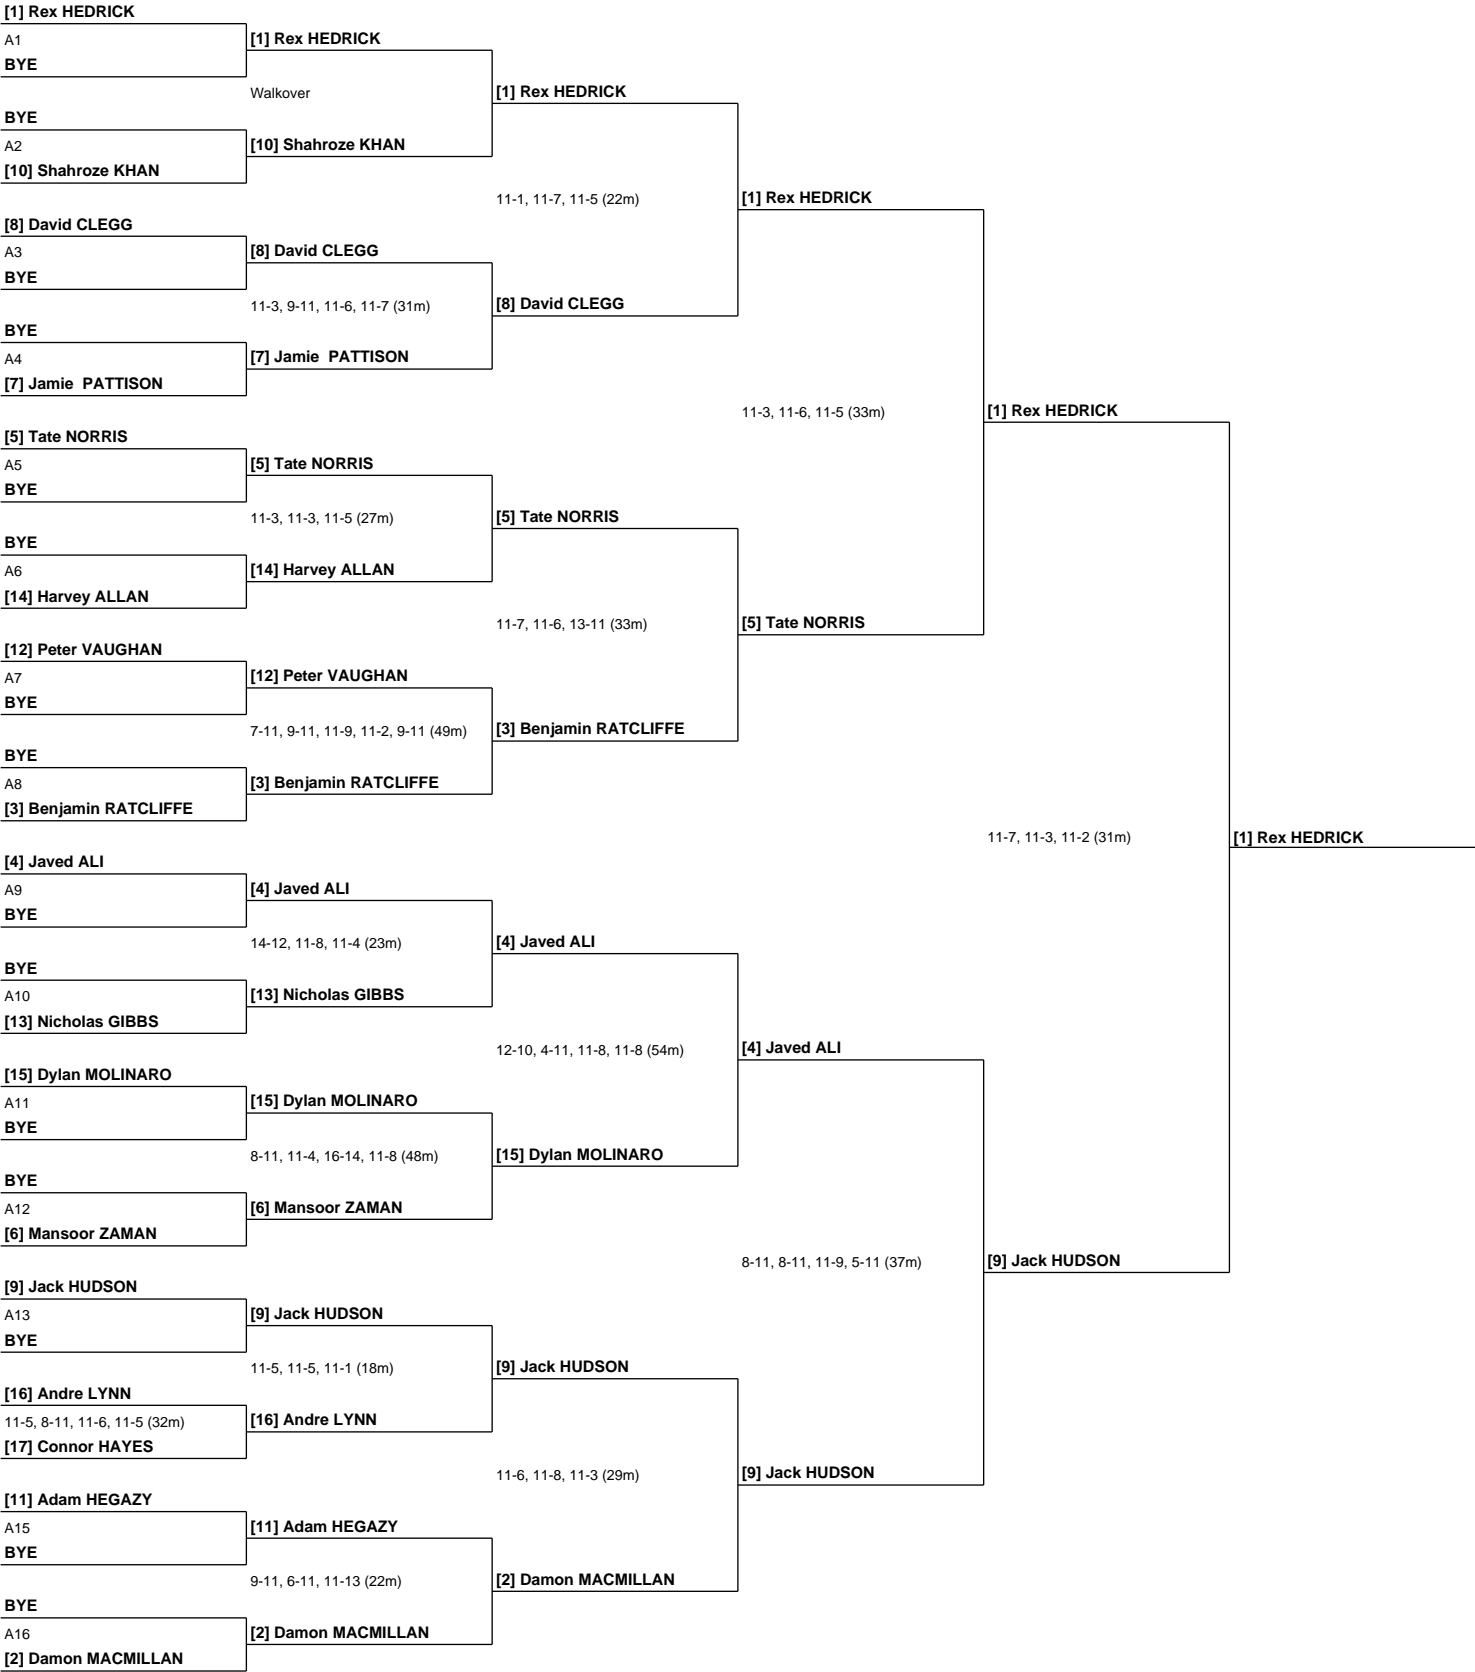 [1] Rex HEDRICK
A1
BYE
BYE
A2
[10] Shahroze KHAN
[8] David CLEGG
A3
BYE
BYE
A4
[7] Jamie  PATTISON
[5] Tate NORRIS
A5
BYE
BYE
A6
[14] Harvey ALLAN
[12] Peter VAUGHAN
A7
BYE
BYE
A8
[3] Benjamin RATCLIFFE
[4] Javed ALI
A9
BYE
BYE
A10
[13] Nicholas GIBBS
[15] Dylan MOLINARO
A11
BYE
BYE
A12
[6] Mansoor ZAMAN
[9] Jack HUDSON
A13
BYE
[16] Andre LYNN
11-5, 8-11, 11-6, 11-5 (32m)
[17] Connor HAYES
[11] Adam HEGAZY
A15
BYE
BYE
A16
[2] Damon MACMILLAN
[1] Rex HEDRICK
Walkover
[10] Shahroze KHAN
[8] David CLEGG
11-3, 9-11, 11-6, 11-7 (31m)
[7] Jamie  PATTISON
[5] Tate NORRIS
11-3, 11-3, 11-5 (27m)
[14] Harvey ALLAN
[12] Peter VAUGHAN
7-11, 9-11, 11-9, 11-2, 9-11 (49m)
[3] Benjamin RATCLIFFE
[4] Javed ALI
14-12, 11-8, 11-4 (23m)
[13] Nicholas GIBBS
[15] Dylan MOLINARO
8-11, 11-4, 16-14, 11-8 (48m)
[6] Mansoor ZAMAN
[9] Jack HUDSON
11-5, 11-5, 11-1 (18m)
[16] Andre LYNN
[11] Adam HEGAZY
9-11, 6-11, 11-13 (22m)
[2] Damon MACMILLAN
[1] Rex HEDRICK
11-1, 11-7, 11-5 (22m)
[8] David CLEGG
[5] Tate NORRIS
11-7, 11-6, 13-11 (33m)
[3] Benjamin RATCLIFFE
[4] Javed ALI
12-10, 4-11, 11-8, 11-8 (54m)
[15] Dylan MOLINARO
[9] Jack HUDSON
11-6, 11-8, 11-3 (29m)
[2] Damon MACMILLAN
[1] Rex HEDRICK
11-3, 11-6, 11-5 (33m)
[5] Tate NORRIS
[4] Javed ALI
8-11, 8-11, 11-9, 5-11 (37m)
[9] Jack HUDSON
[1] Rex HEDRICK
11-7, 11-3, 11-2 (31m)
[9] Jack HUDSON
[1] Rex HEDRICK